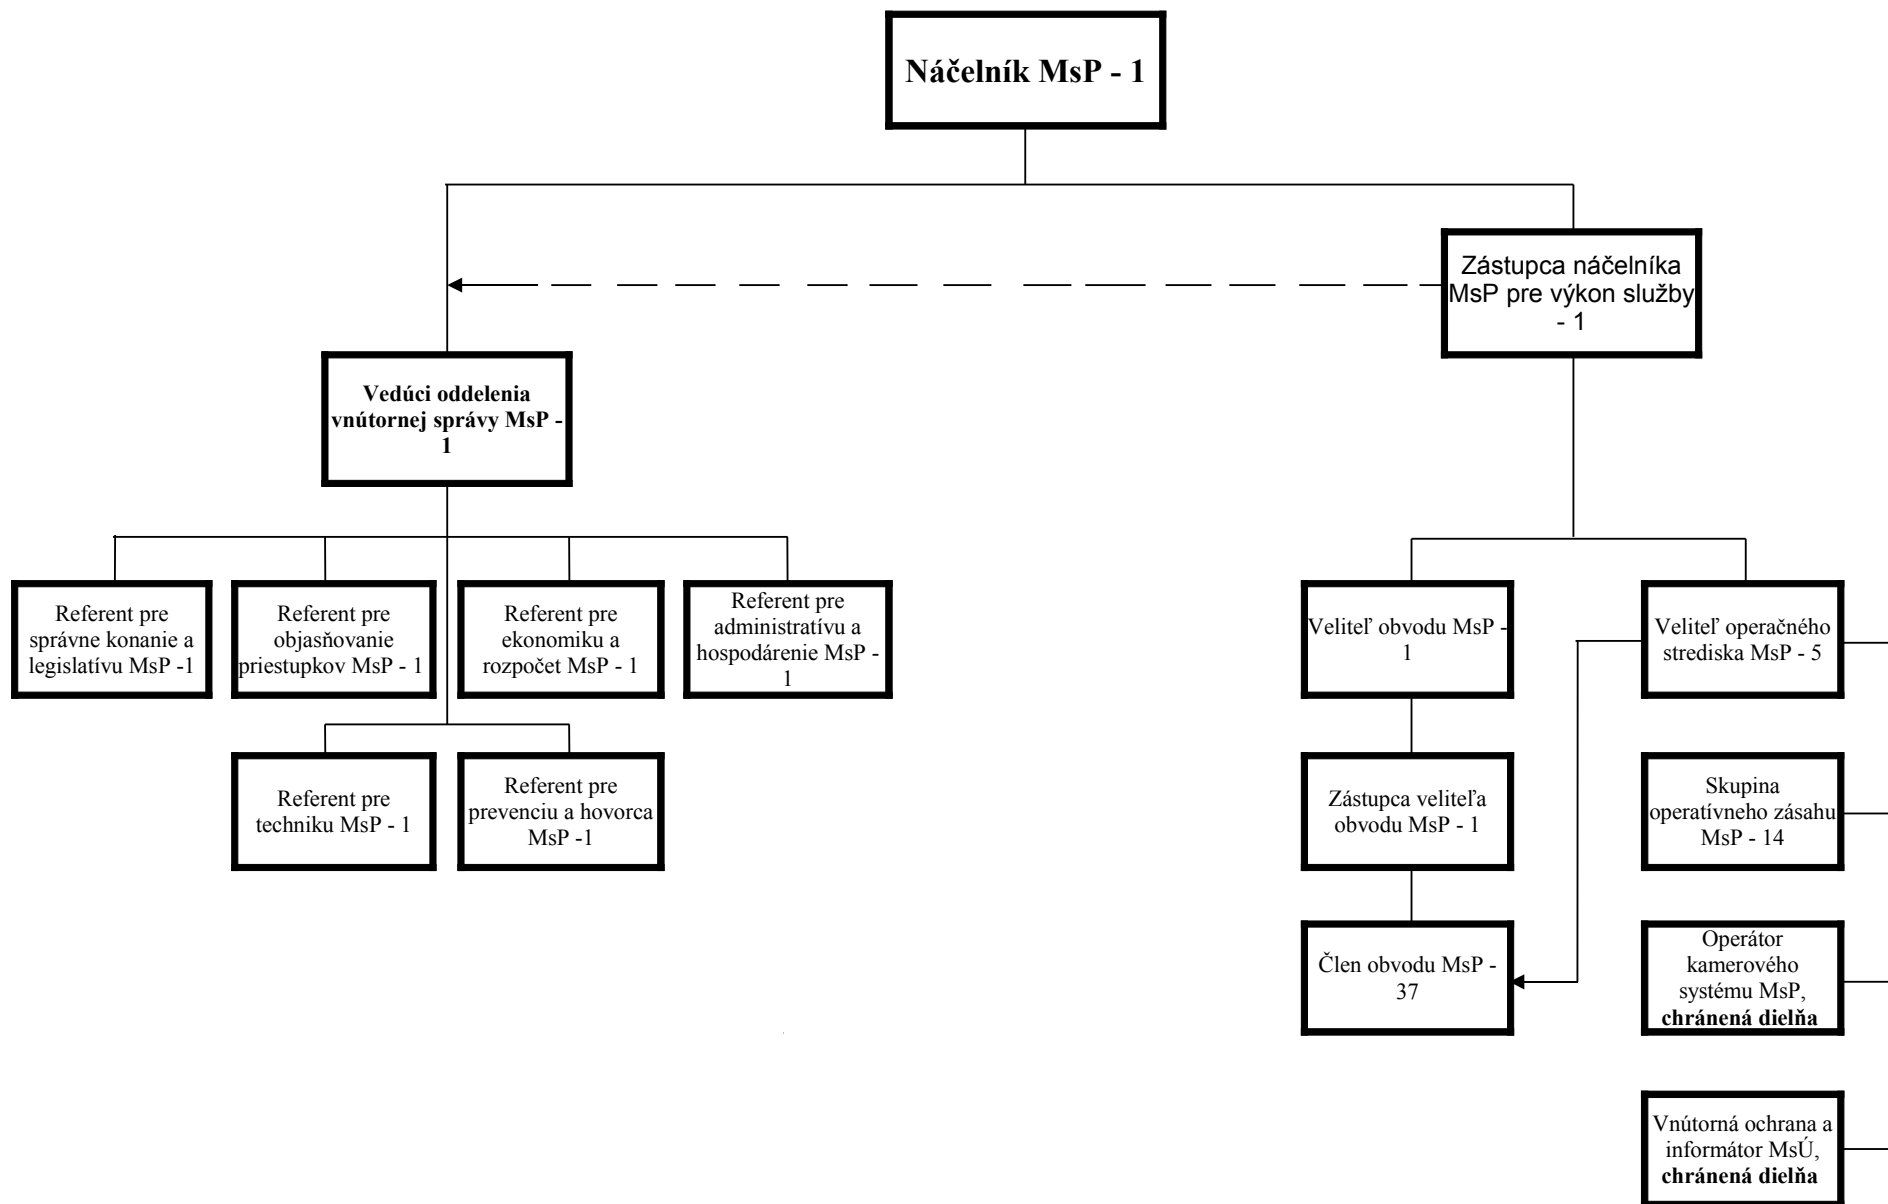 Náčelník MsP - 1
Zástupca náčelníka
MsP pre výkon služby
- 1
Vedúci oddelenia
vnútornej správy MsP -
1
Referent pre
správne konanie a
legislatívu MsP -1
Referent pre
objasňovanie
priestupkov MsP - 1
Referent pre
ekonomiku a
rozpočet MsP - 1
Referent pre
administratívu a
hospodárenie MsP -
1
Veliteľ obvodu MsP -
1
Veliteľ operačného
strediska MsP - 5
Referent pre
techniku MsP - 1
Referent pre
prevenciu a hovorca
MsP -1
Zástupca veliteľa
obvodu MsP - 1
Skupina
operatívneho zásahu
MsP - 14
Člen obvodu MsP -
37
Operátor
kamerového
systému MsP,
chránená dielňa
Vnútorná ochrana a
informátor MsÚ,
chránená dielňa